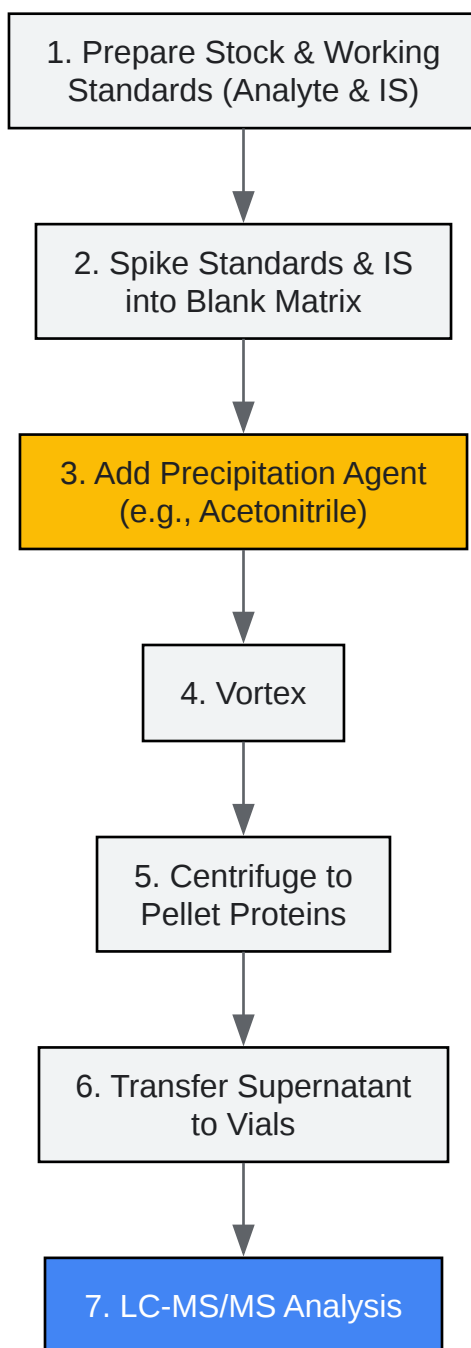 1. Prepare Stock & Working
Standards (Analyte & IS)
2. Spike Standards & IS
into Blank Matrix
3. Add Precipitation Agent
(e.g., Acetonitrile)
4. Vortex
5. Centrifuge to
Pellet Proteins
6. Transfer Supernatant
to Vials
7. LC-MS/MS Analysis